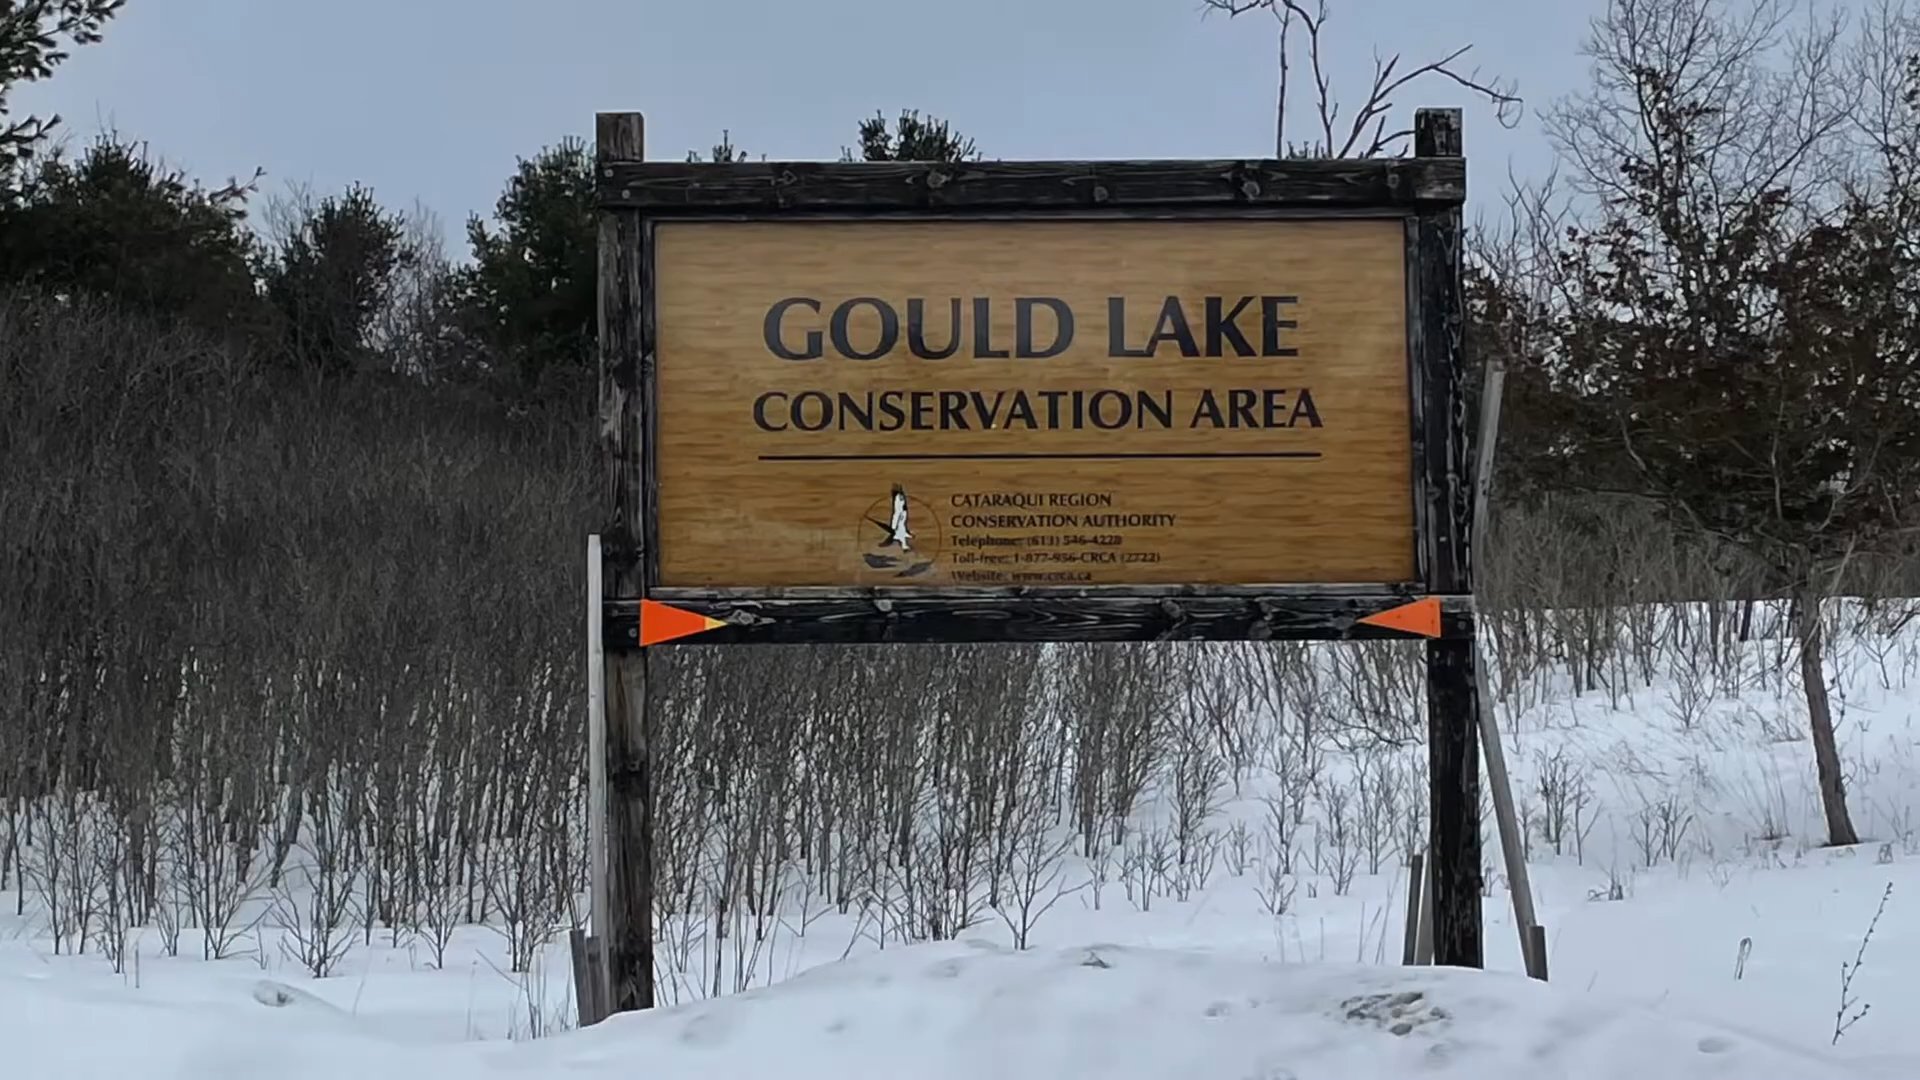 GOULD LAKE
CONSERVATION AREA
CATARAQUI REGION
CONSERVATION AUTHORITY
Telephone: (613) 546-4228
Toll-free: 1-877-956-CRCA (2722)
Website: www.crca.ca